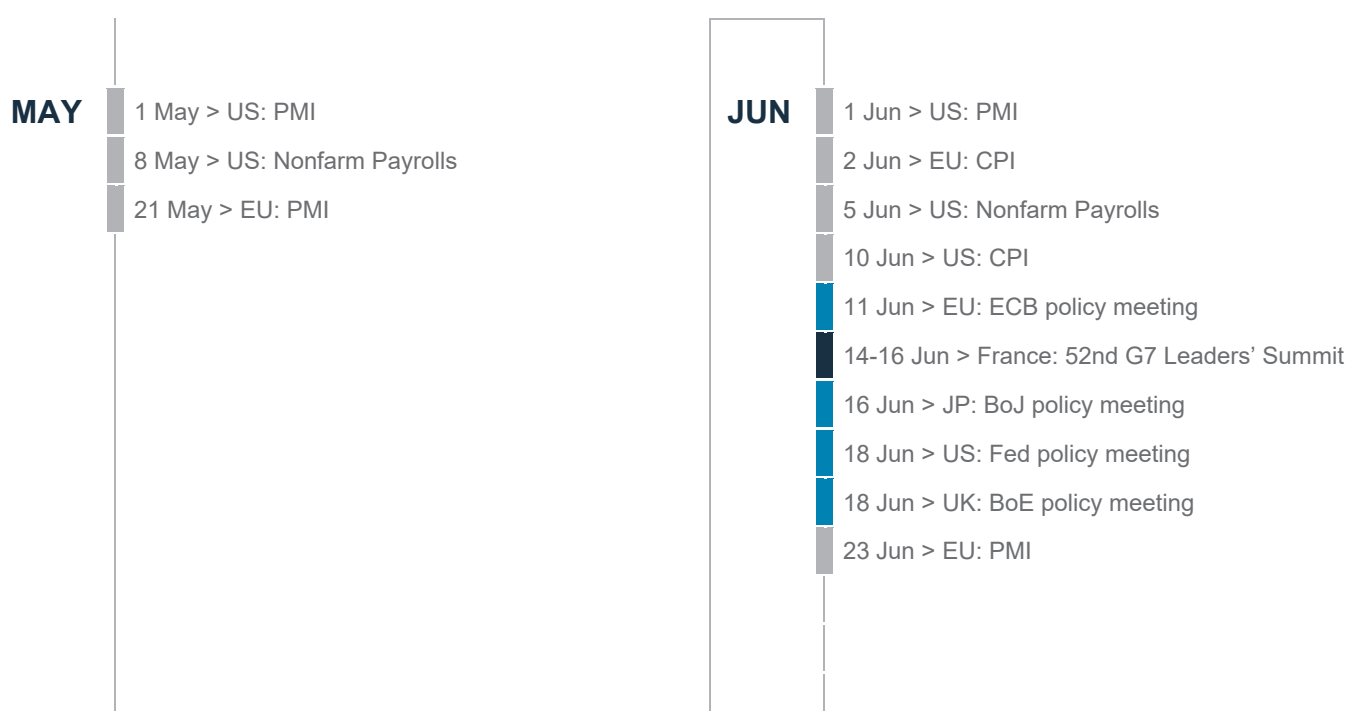 MAY
1 May > US: PMI
8 May > US: Nonfarm Payrolls
21 May > EU: PMI
JUN
1 Jun > US: PMI
2 Jun > EU: CPI
5 Jun > US: Nonfarm Payrolls
10 Jun > US: CPI
11 Jun > EU: ECB policy meeting
14-16 Jun > France: 52nd G7 Leaders’ Summit
16 Jun > JP: BoJ policy meeting
18 Jun > US: Fed policy meeting
18 Jun > UK: BoE policy meeting
23 Jun > EU: PMI